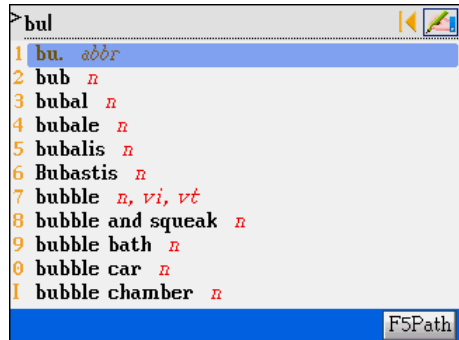 >bul
1 bu. abbr
2 bub n
3 bubal n
4 bubale n
5 bubalis n
6 Bubastis n
7 bubble n, vi, vt
8 bubble and squeak n
9 bubble bath n
0 bubble car n
I bubble chamber n
F5Path